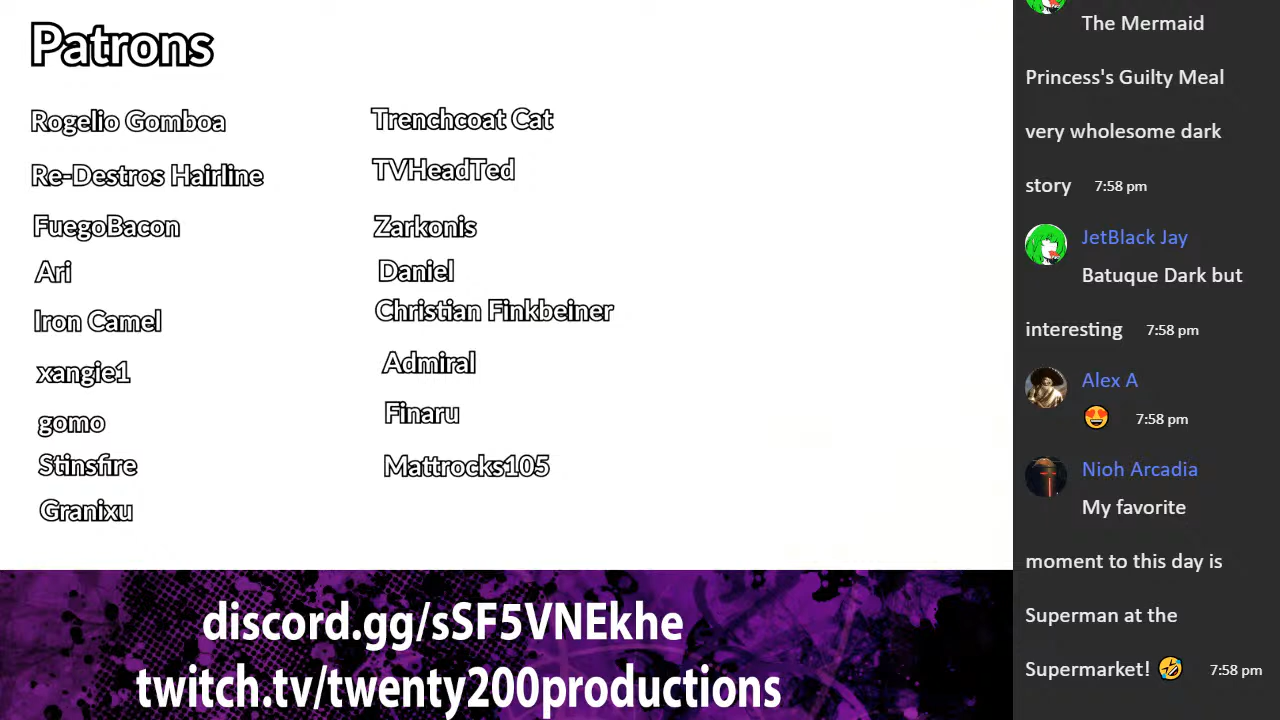 Patrons
Rogelio Gomboa
Re-Destros Hairline
FuegoBacon
Ari
Iron Camel
xangie1
gomo
Stinsfire
Granixu
Trenchcoat Cat
TVHeadTed
Zarkonis
Daniel
Christian Finkbeiner
Admiral
Finaru
Mattrocks105
discord.gg/sSF5VNEkhe
twitch.tv/twenty200productions
The Mermaid
Princess's Guilty Meal
very wholesome dark
story 7:58 pm
JetBlack Jay
Batuque Dark but
interesting 7:58 pm
Alex A
😍 7:58 pm
Nioh Arcadia
My favorite
moment to this day is
Superman at the
Supermarket! 🤣 7:58 pm